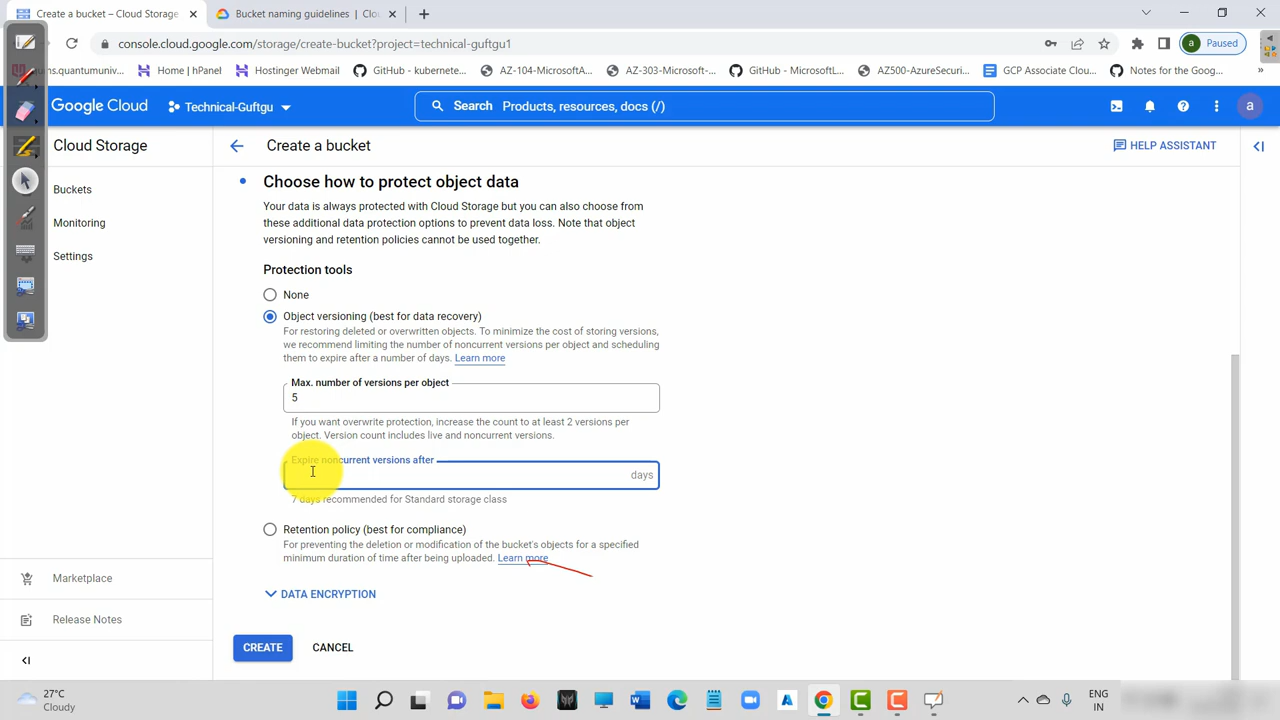 Create a bucket – Cloud Storage
Bucket naming guidelines | Clou
console.cloud.google.com/storage/create-bucket?project=technical-guftgu1
a Paused
ums.quantumuniv...
Home | hPanel
Hostinger Webmail
GitHub - kubernete...
AZ-104-MicrosoftA...
AZ-303-Microsoft-...
GitHub - MicrosoftL...
AZ500-AzureSecuri...
GCP Associate Clou...
Notes for the Goog...
Google Cloud
Technical-Guftgu
Search Products, resources, docs (/)
a
Cloud Storage
Create a bucket
HELP ASSISTANT
Buckets
Monitoring
Settings
Choose how to protect object data
Your data is always protected with Cloud Storage but you can also choose from
these additional data protection options to prevent data loss. Note that object
versioning and retention policies cannot be used together.
Protection tools
None
Object versioning (best for data recovery)
For restoring deleted or overwritten objects. To minimize the cost of storing versions,
we recommend limiting the number of noncurrent versions per object and scheduling
them to expire after a number of days. Learn more
Max. number of versions per object
5
If you want overwrite protection, increase the count to at least 2 versions per
object. Version count includes live and noncurrent versions.
Expire noncurrent versions after
days
7 days recommended for Standard storage class
Retention policy (best for compliance)
For preventing the deletion or modification of the bucket's objects for a specified
minimum duration of time after being uploaded. Learn more
DATA ENCRYPTION
CREATE
CANCEL
Marketplace
Release Notes
27°C
Cloudy
ENG
IN